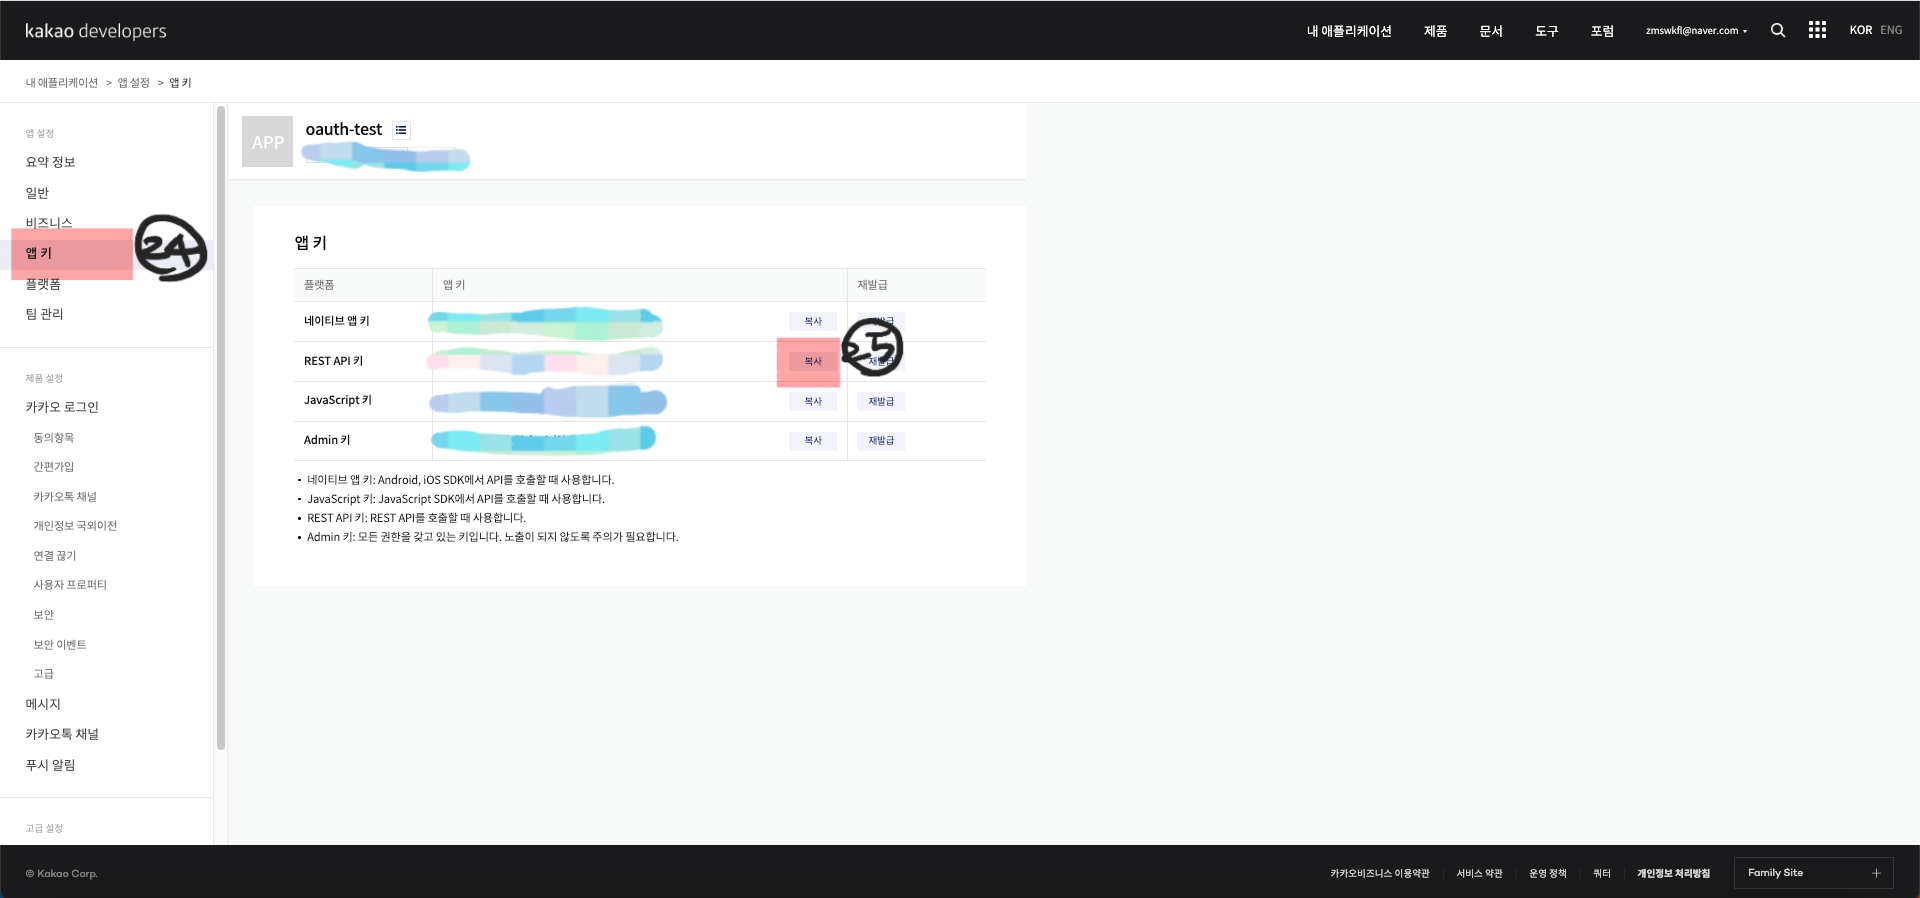 kakao developers
내 애플리케이션 제품 문서 도구 포럼 zmswkfl@naver.com KOR ENG
내 애플리케이션 > 앱 설정 > 앱 키
앱 설정
요약 정보
일반
비즈니스
앱 키
24
플랫폼
팀 관리
제품 설정
카카오 로그인
동의항목
간편가입
카카오톡 채널
개인정보 국외이전
연결 끊기
사용자 프로퍼티
보안
보안 이벤트
고급
메시지
카카오톡 채널
푸시 알림
고급 설정
APP
oauth-test
앱 키
플랫폼 앱 키 재발급
네이티브 앱 키 복사 재발급
REST API 키 복사 재발급
25
JavaScript 키 복사 재발급
Admin 키 복사 재발급
• 네이티브 앱 키: Android, iOS SDK에서 API를 호출할 때 사용합니다.
• JavaScript 키: JavaScript SDK에서 API를 호출할 때 사용합니다.
• REST API 키: REST API를 호출할 때 사용합니다.
• Admin 키: 모든 권한을 갖고 있는 키입니다. 노출이 되지 않도록 주의가 필요합니다.
© Kakao Corp.
카카오비즈니스 이용약관 서비스 약관 운영 정책 쿼터 개인정보 처리방침 Family Site +